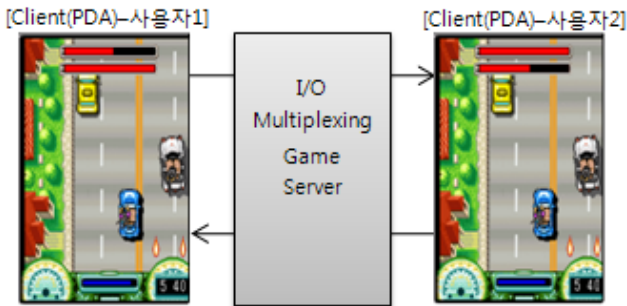 [Client(PDA)–사용자1]
[Client(PDA)–사용자2]
I/O
Multiplexing
Game
Server
5 40
5 40